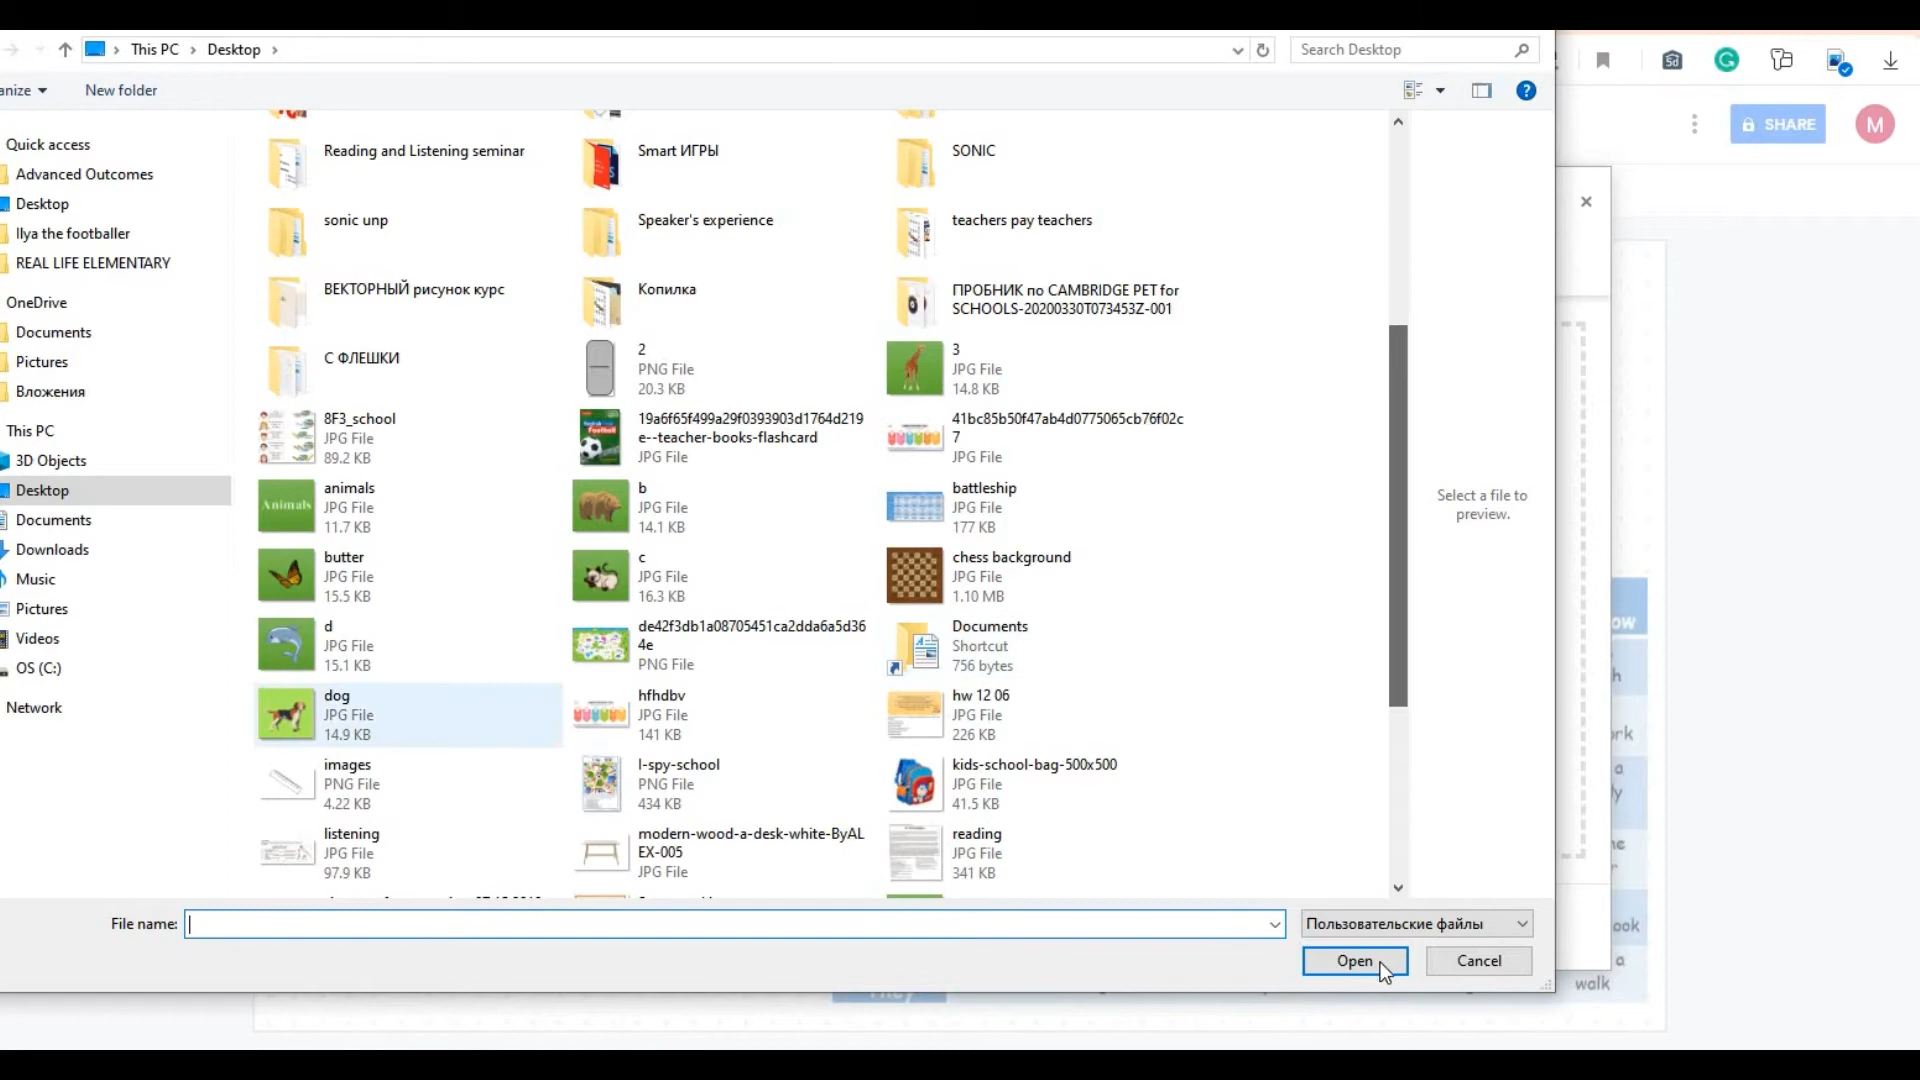 This PC
Desktop
Search Desktop
anize
New folder
SHARE
M
Quick access
Advanced Outcomes
Desktop
Ilya the footballer
REAL LIFE ELEMENTARY
OneDrive
Documents
Pictures
Вложения
This PC
3D Objects
Desktop
Documents
Downloads
Music
Pictures
Videos
OS (C:)
Network
Reading and Listening seminar
Smart ИГРЫ
SONIC
sonic unp
Speaker's experience
teachers pay teachers
ВЕКТОРНЫЙ рисунок курс
Копилка
ПРОБНИК по CAMBRIDGE PET for
SCHOOLS-20200330T073453Z-001
С ФЛЕШКИ
2
PNG File
20.3 KB
3
JPG File
14.8 KB
8F3_school
JPG File
89.2 KB
19a6ff65f499a29f0393903d1764d219
e--teacher-books-flashcard
JPG File
41bc85b50f47ab4d0775065cb76f02c
7
JPG File
Animals
animals
JPG File
11.7 KB
b
JPG File
14.1 KB
battleship
JPG File
177 KB
butter
JPG File
15.5 KB
c
JPG File
16.3 KB
chess background
JPG File
1.10 MB
d
JPG File
15.1 KB
de42f3db1a08705451ca2dda6a5d36
4e
PNG File
Documents
Shortcut
756 bytes
dog
JPG File
14.9 KB
hfhdbv
JPG File
141 KB
hw 12 06
JPG File
226 KB
images
PNG File
4.22 KB
I-spy-school
PNG File
434 KB
kids-school-bag-500x500
JPG File
41.5 KB
listening
JPG File
97.9 KB
modern-wood-a-desk-white-ByAL
EX-005
JPG File
reading
JPG File
341 KB
Select a file to
preview.
File name:
Пользовательские файлы
Open
Cancel
ow
h
ork
a
ly
ne
r
ook
a
walk
They